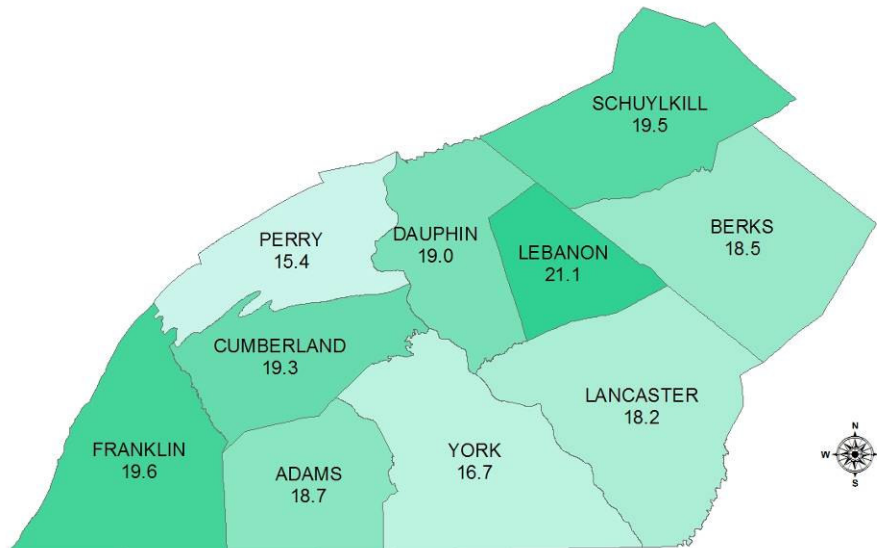 SCHUYLKILL
19.5
BERKS
18.5
PERRY
15.4
DAUPHIN
19.0
LEBANON
21.1
CUMBERLAND
19.3
LANCASTER
18.2
FRANKLIN
19.6
ADAMS
18.7
YORK
16.7
N
W
E
S